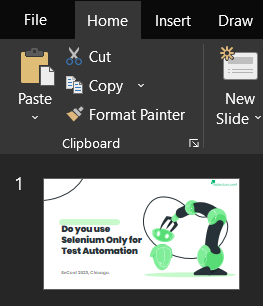 File Home Insert Draw
Paste
Cut
Copy
Format Painter
New
Slide
Clipboard
1
Do you use
Selenium Only for
Test Automation
SeConf 2023, Chicago.